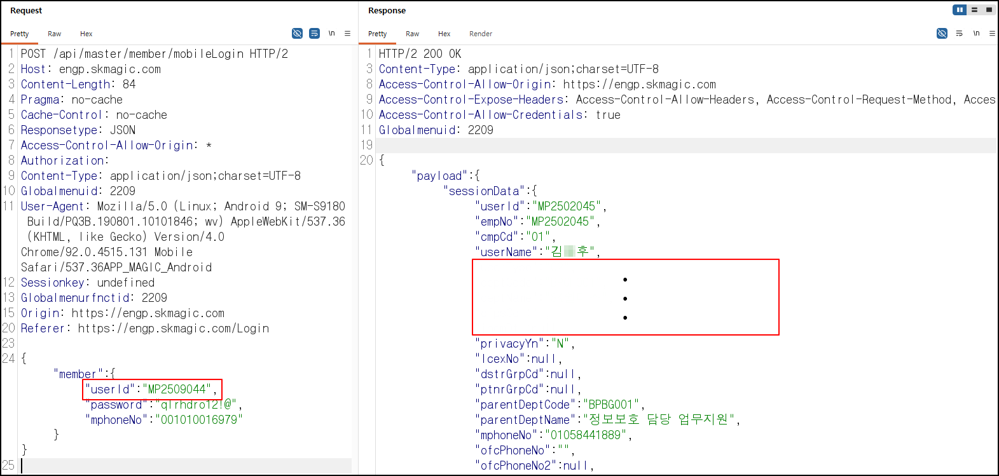 Request
Pretty Raw Hex \n
1 POST /api/master/member/mobileLogin HTTP/2
2 Host: engp.skmagic.com
3 Content-Length: 84
4 Pragma: no-cache
5 Cache-Control: no-cache
6 Responsetype: JSON
7 Access-Control-Allow-Origin: *
8 Authorization:
9 Content-Type: application/json;charset=UTF-8
10 Globalmenuid: 2209
11 User-Agent: Mozilla/5.0 (Linux; Android 9; SM-S9180
Build/PQ3B.190801.10101846; wv) AppleWebKit/537.36
(KHTML, like Gecko) Version/4.0
Chrome/92.0.4515.131 Mobile
Safari/537.36APP_MAGIC_Android
12 Sessionkey: undefined
13 Globalmenurfnctid: 2209
15 Origin: https://engp.skmagic.com
20 Referer: https://engp.skmagic.com/Login
23
24 {
"member":{
"userId":"MP2509044",
"password":"qlrhdro12!@",
"mphoneNo":"001010016979"
}
}
25
Response
Pretty Raw Hex Render \n
1 HTTP/2 200 OK
3 Content-Type: application/json;charset=UTF-8
8 Access-Control-Allow-Origin: https://engp.skmagic.com
9 Access-Control-Expose-Headers: Access-Control-Allow-Headers, Access-Control-Request-Method, Acces
10 Access-Control-Allow-Credentials: true
11 Globalmenuid: 2209
19
20 {
"payload":{
"sessionData":{
"userId":"MP2502045",
"empNo":"MP2502045",
"cmpCd":"01",
"userName":"김 후",
"privacyYn":"N",
"lcexNo":null,
"dstrGrpCd":null,
"ptnrGrpCd":null,
"parentDeptCode":"BPBG001",
"parentDeptName":"정보보호 담당 업무지원",
"mphoneNo":"01058441889",
"ofcPhoneNo":"",
"ofcPhoneNo2":null,